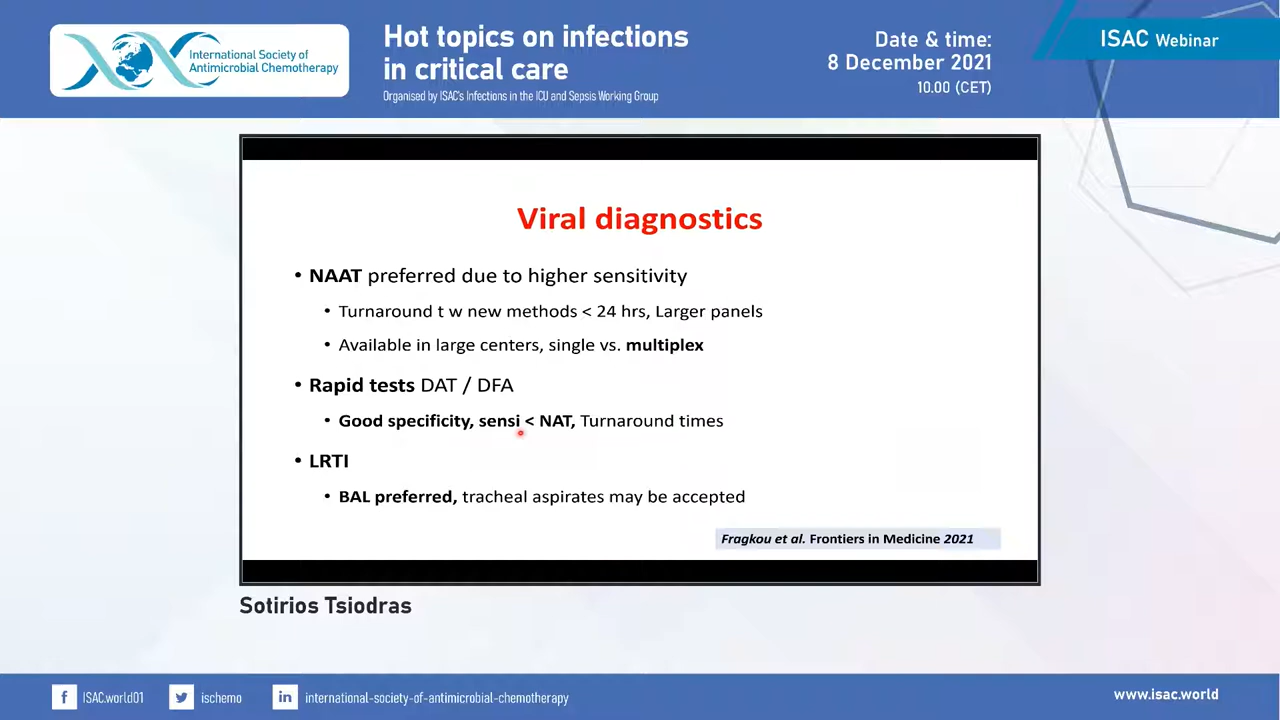 International Society of
Antimicrobial Chemotherapy
Hot topics on infections
in critical care
Organised by ISAC's Infections in the ICU and Sepsis Working Group
Date & time:
8 December 2021
10.00 (CET)
ISAC Webinar
Viral diagnostics
• NAAT preferred due to higher sensitivity
• Turnaround t w new methods < 24 hrs, Larger panels
• Available in large centers, single vs. multiplex
• Rapid tests DAT / DFA
• Good specificity, sensi < NAT, Turnaround times
• LRTI
• BAL preferred, tracheal aspirates may be accepted
Fragkou et al. Frontiers in Medicine 2021
Sotirios Tsiodras
ISAC.world01
ischemo
international-society-of-antimicrobial-chemotherapy
www.isac.world